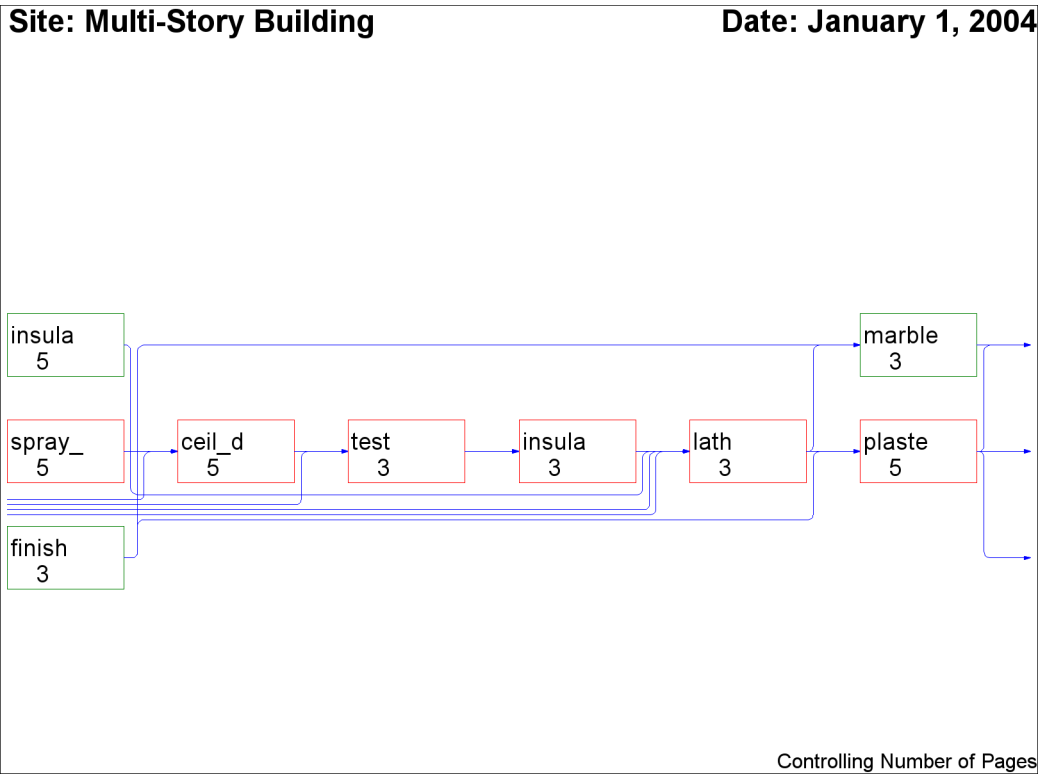 Site: Multi-Story Building
Date: January 1, 2004
insula
5
marble
3
spray_
5
ceil_d
5
test
3
insula
3
lath
3
plaste
5
finish
3
Controlling Number of Pages